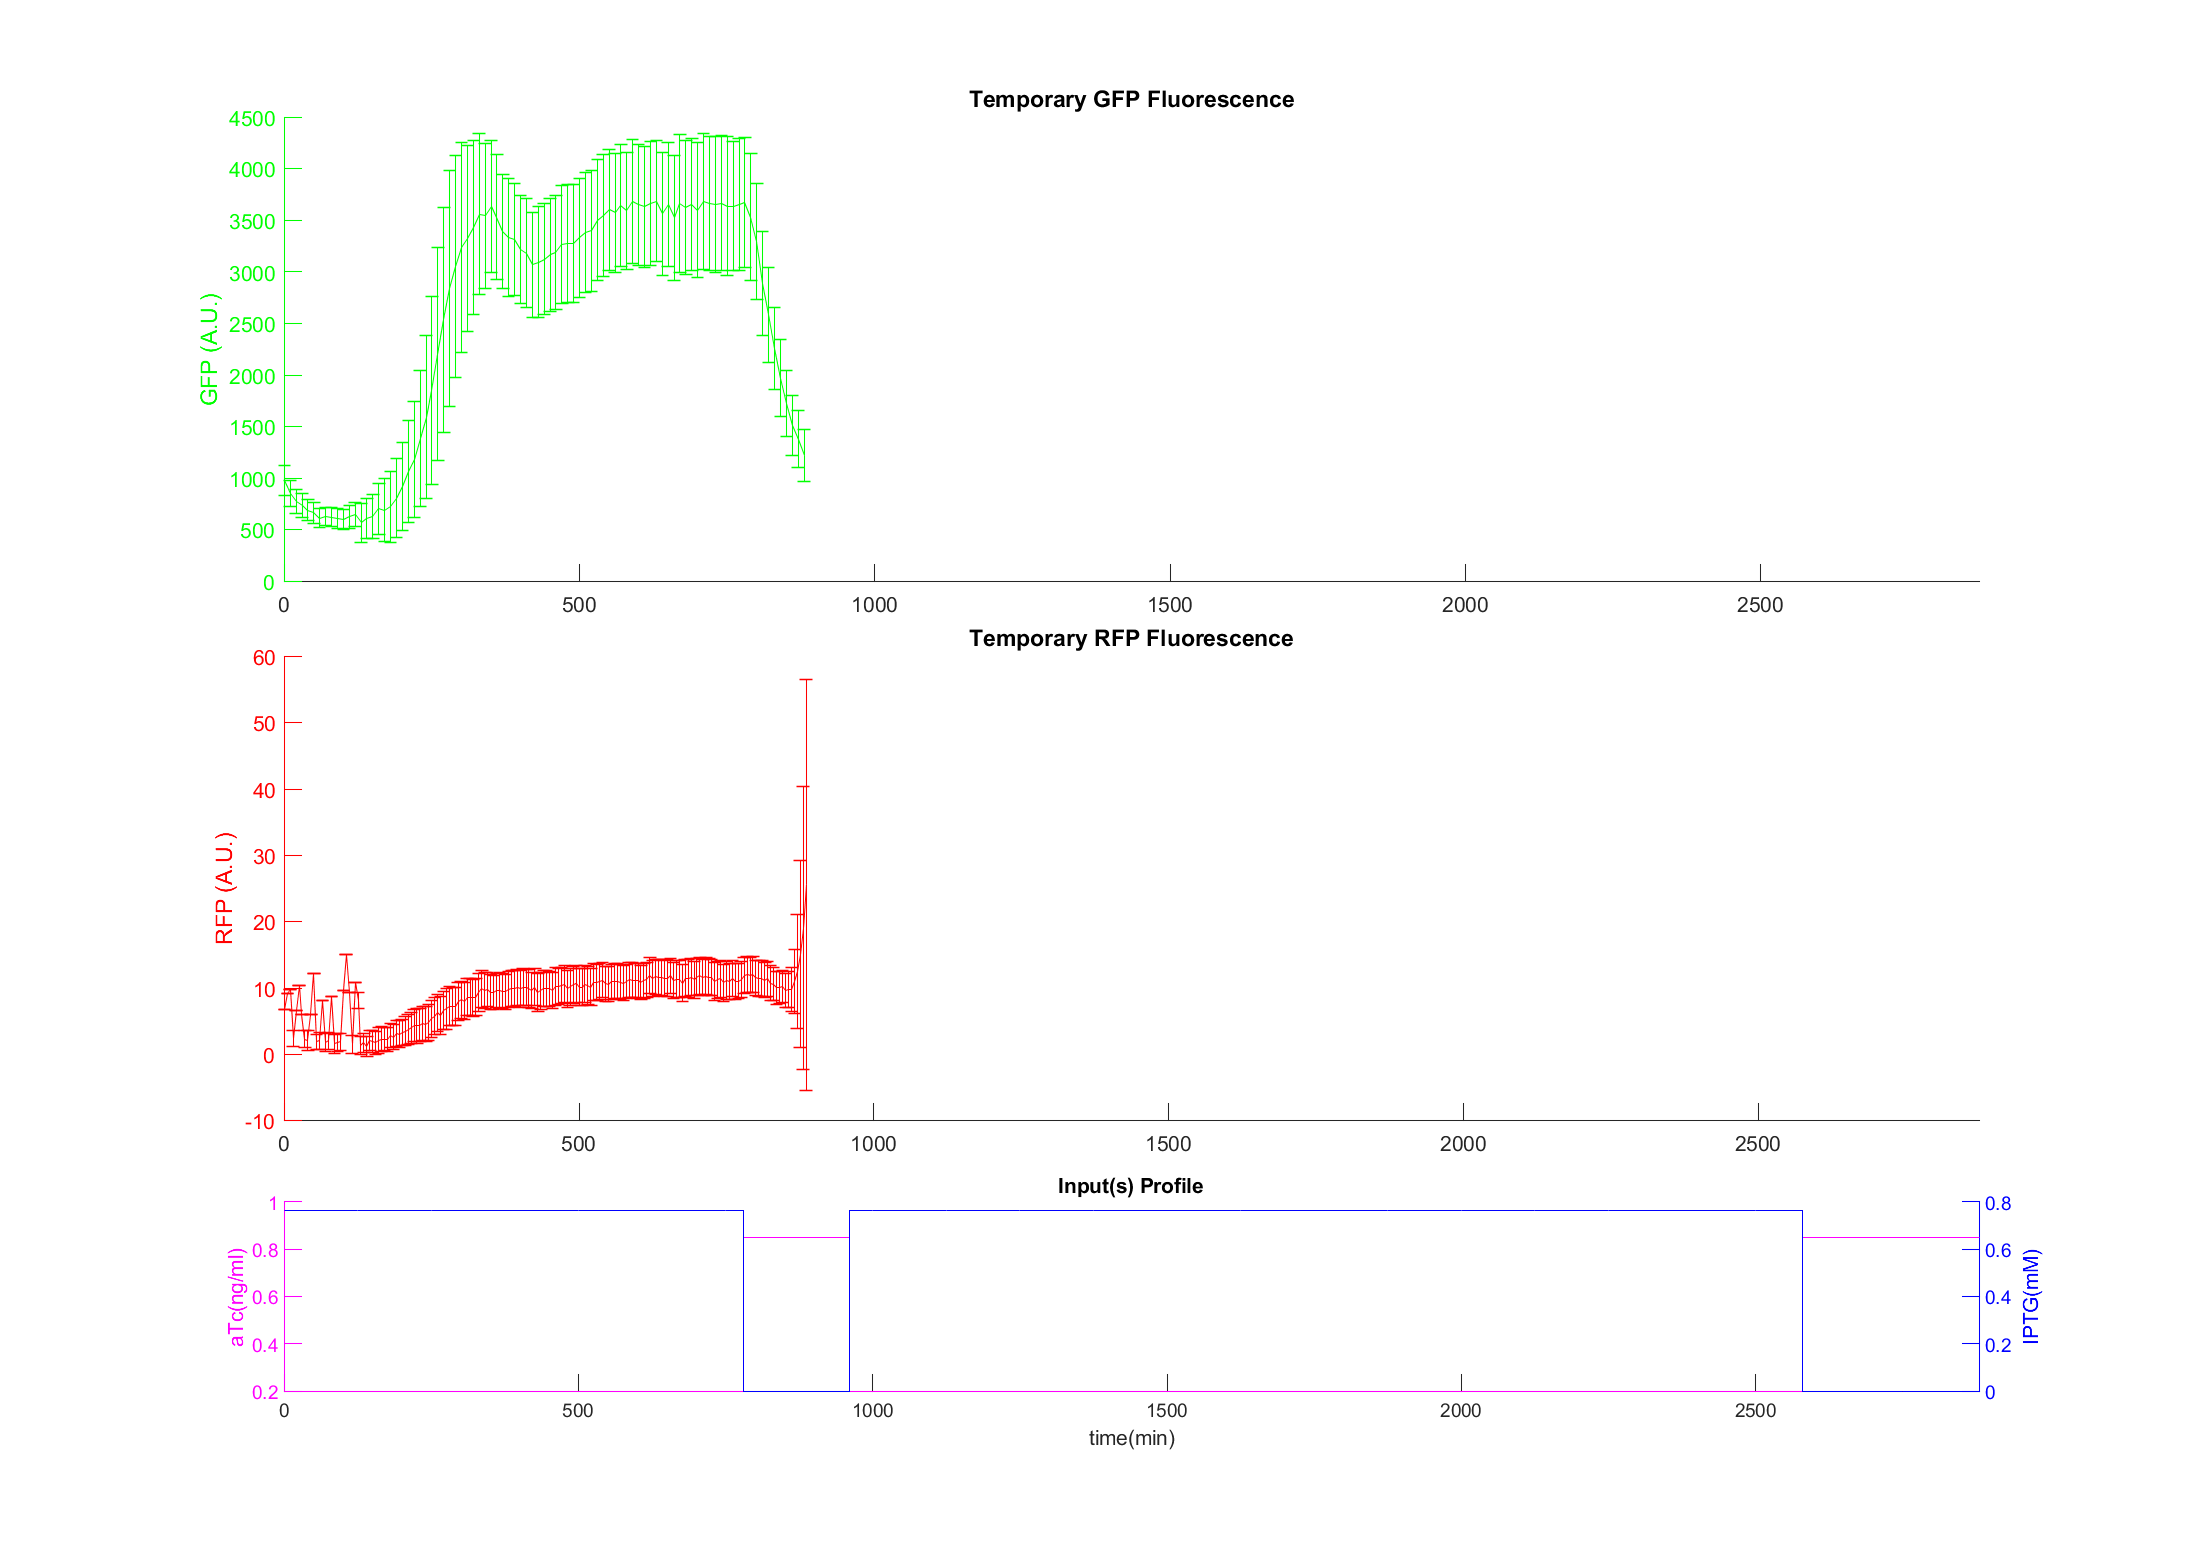 Temporary GFP Fluorescence
4500
4000
3500
3000
2500
2000
1500
1000
500
0
GFP (A.U.)
0 500 1000 1500 2000 2500
Temporary RFP Fluorescence
60
50
40
30
20
10
0
-10
RFP (A.U.)
0 500 1000 1500 2000 2500
Input(s) Profile
1
0.8
0.6
0.4
0.2
aTc(ng/ml)
0.8
0.6
0.4
0.2
0
IPTG(mM)
0 500 1000 1500 2000 2500
time(min)